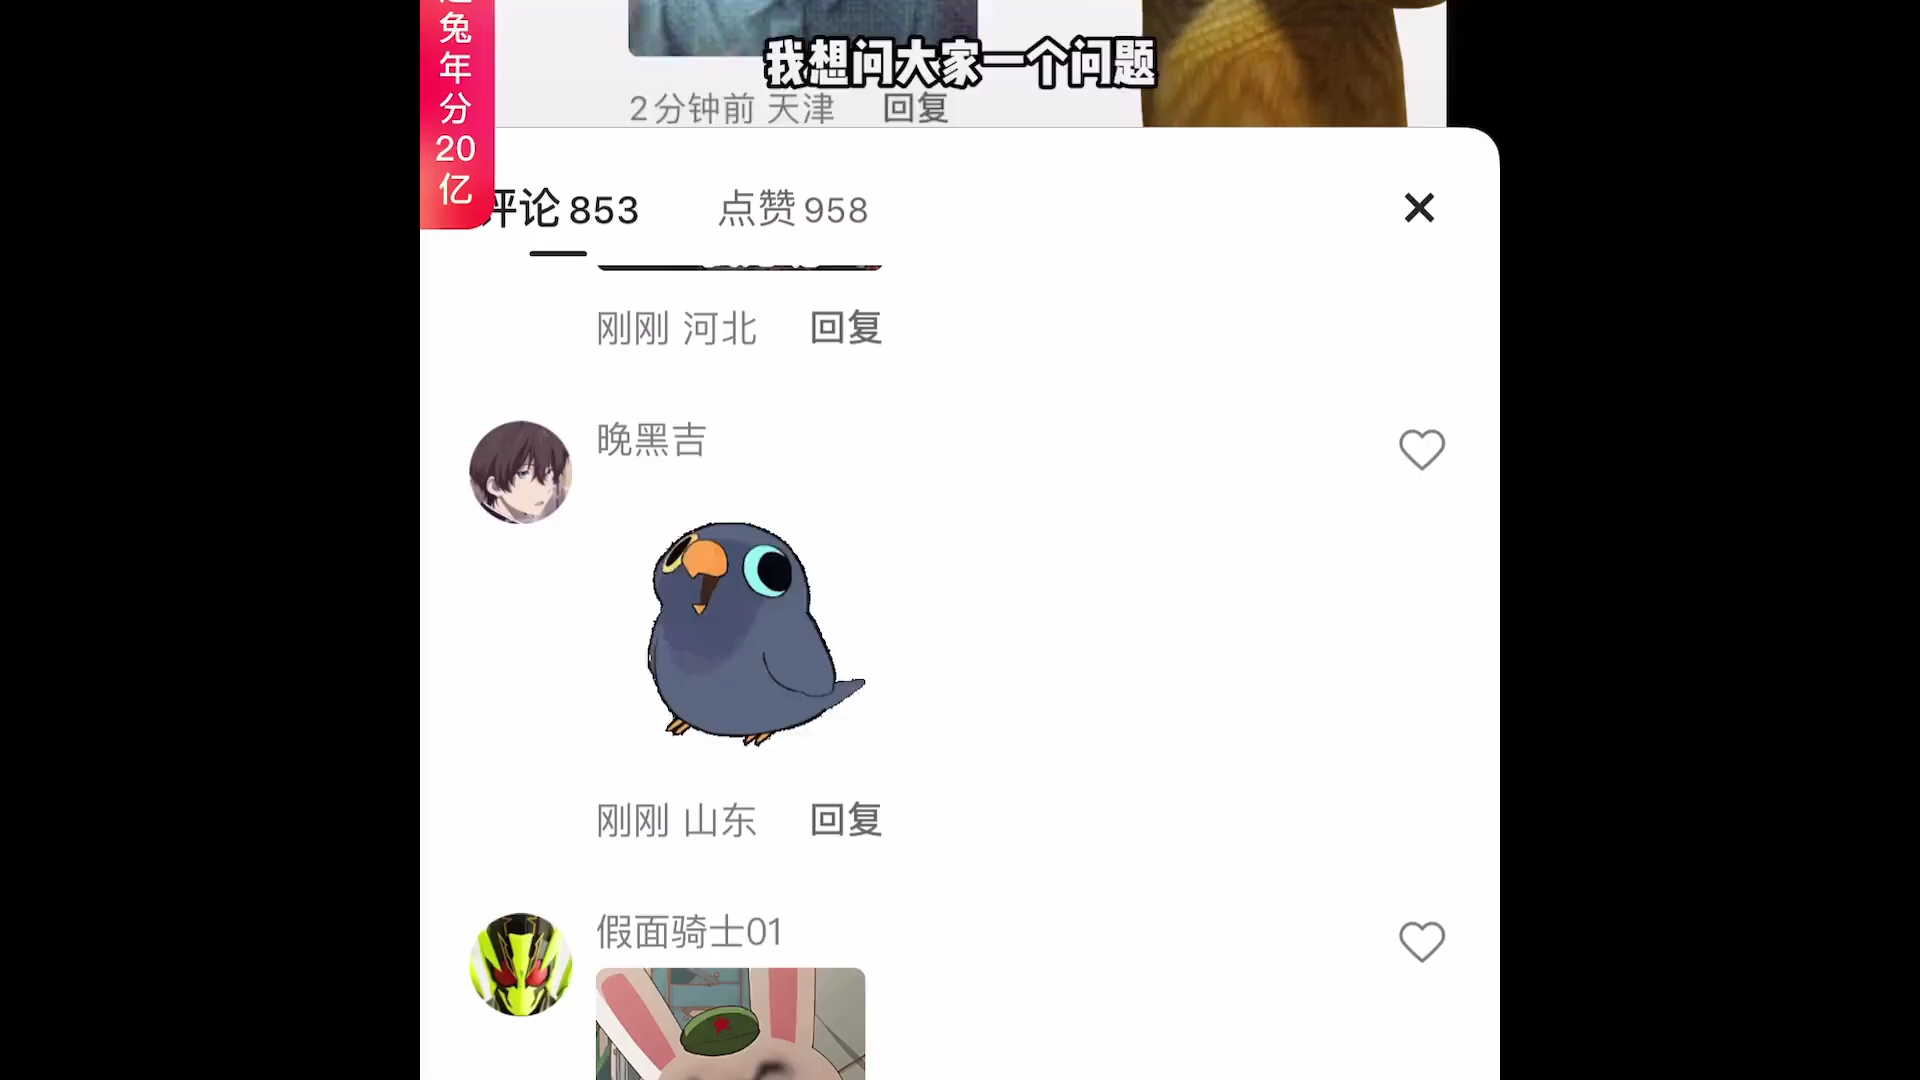 兔
年
分
20
亿
我想问大家一个问题
2分钟前 天津 回复
评论 853 点赞 958
刚刚 河北 回复
晚黑吉
刚刚 山东 回复
假面骑士01